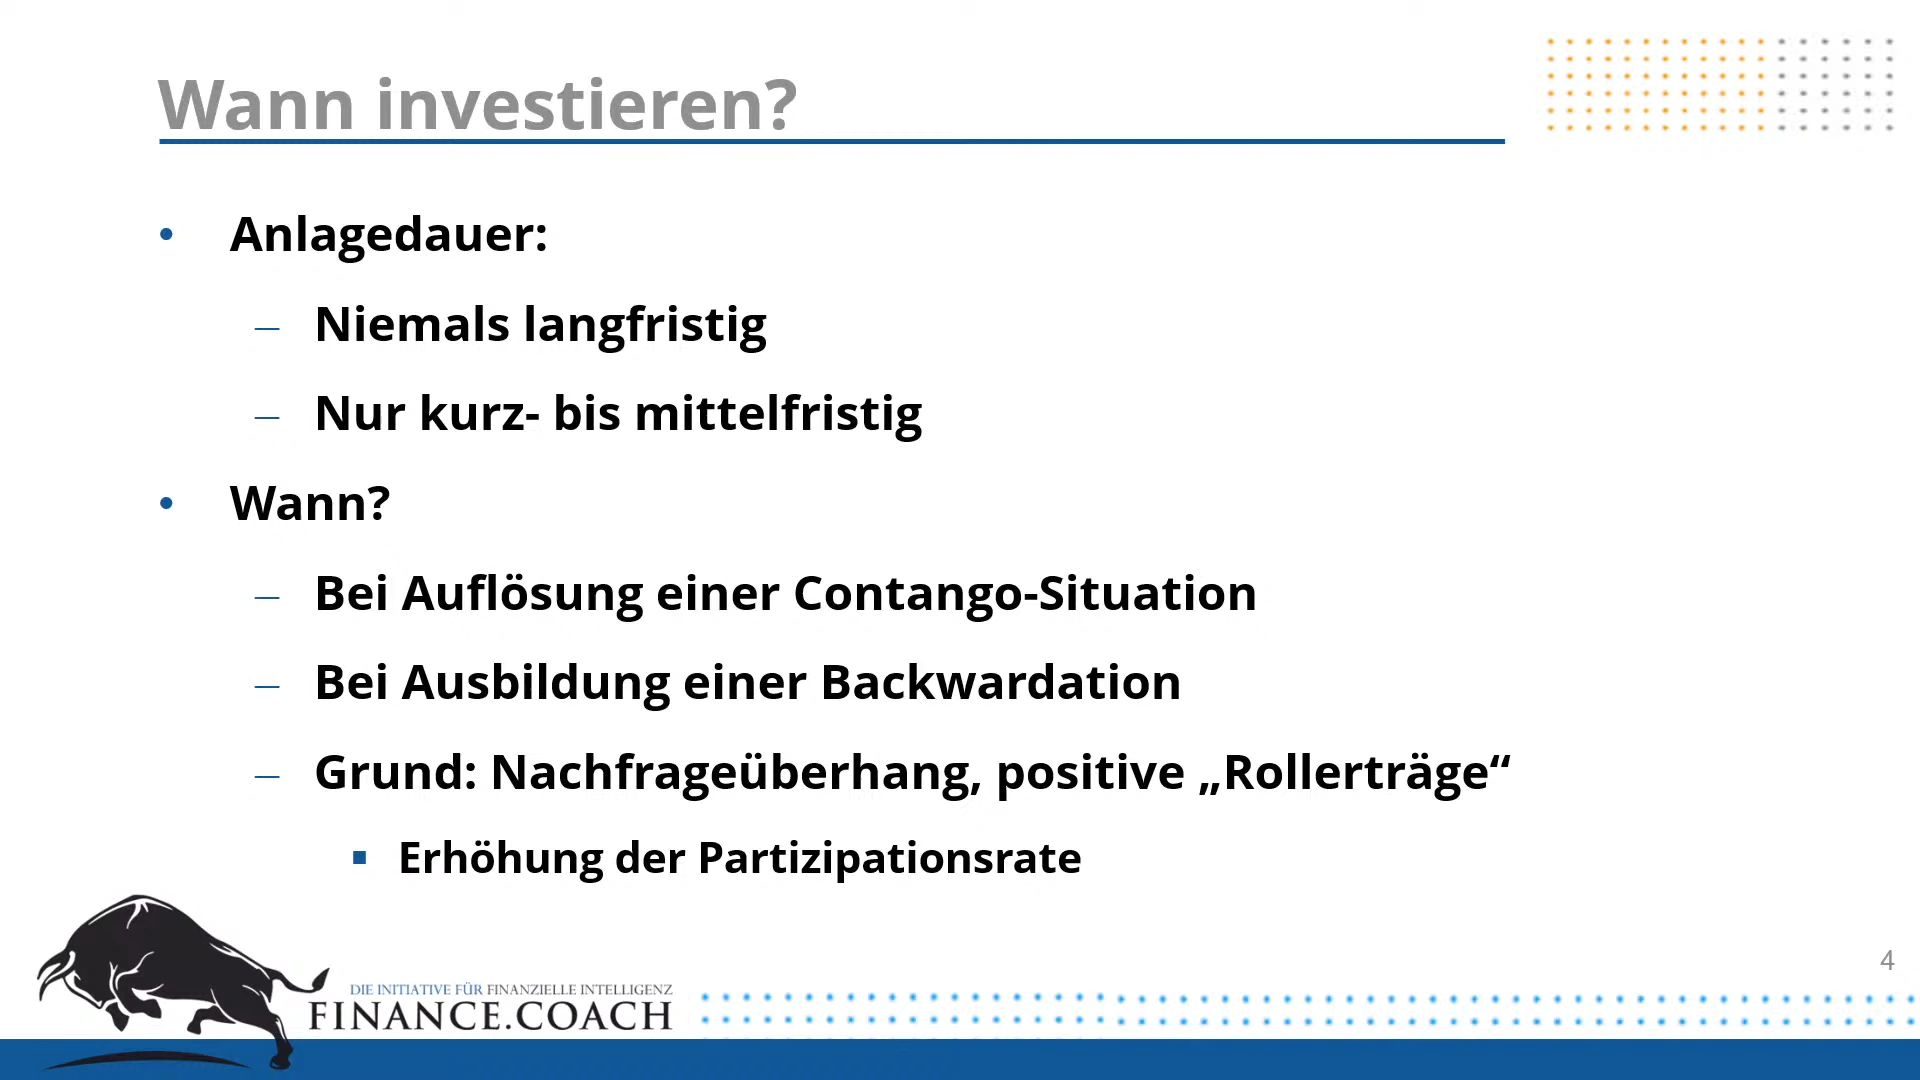 Wann investieren?
• Anlagedauer:
– Niemals langfristig
– Nur kurz- bis mittelfristig
• Wann?
– Bei Auflösung einer Contango-Situation
– Bei Ausbildung einer Backwardation
– Grund: Nachfrageüberhang, positive „Rollerträge“
▪ Erhöhung der Partizipationsrate
4
DIE INITIATIVE FÜR FINANZIELLE INTELLIGENZ
FINANCE.COACH